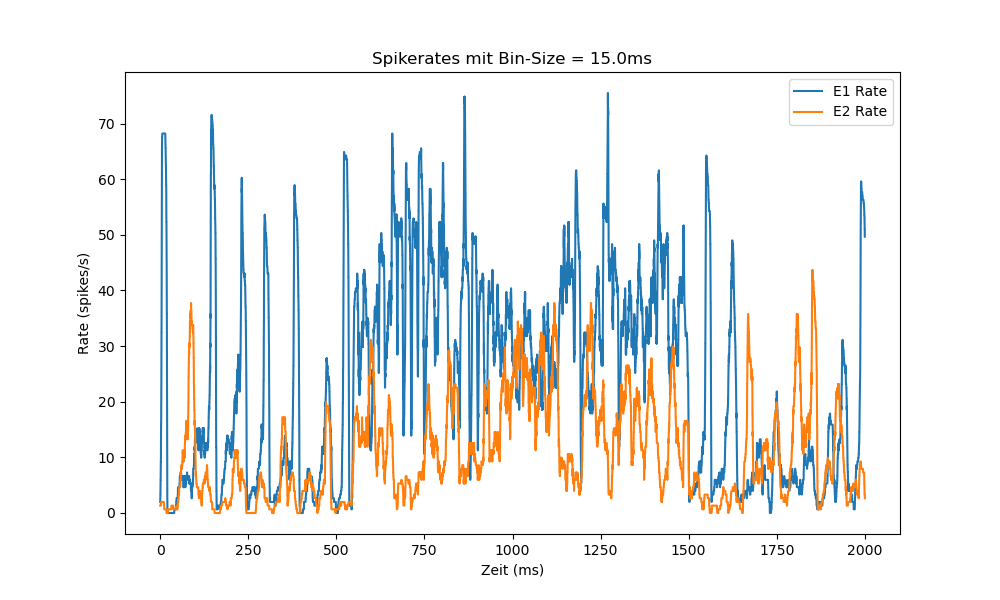 Spikerates mit Bin-Size = 15.0ms
E1 Rate
E2 Rate
Rate (spikes/s)
70
60
50
40
30
20
10
0
0 250 500 750 1000 1250 1500 1750 2000
Zeit (ms)